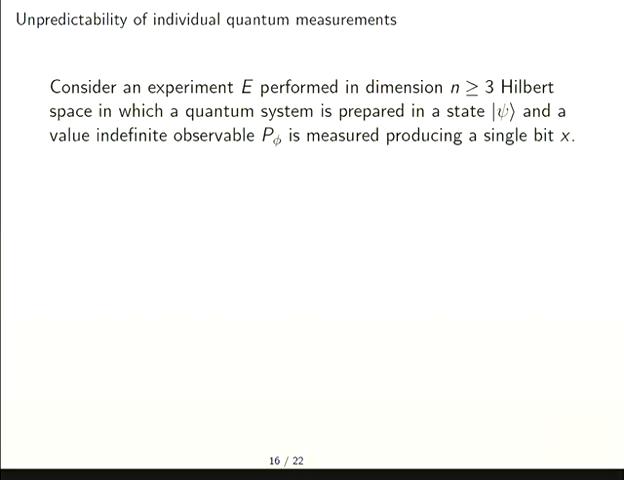 Unpredictability of individual quantum measurements
Consider an experiment E performed in dimension n ≥ 3 Hilbert
space in which a quantum system is prepared in a state |ψ⟩ and a
value indefinite observable P_ϕ is measured producing a single bit x.
16 / 22